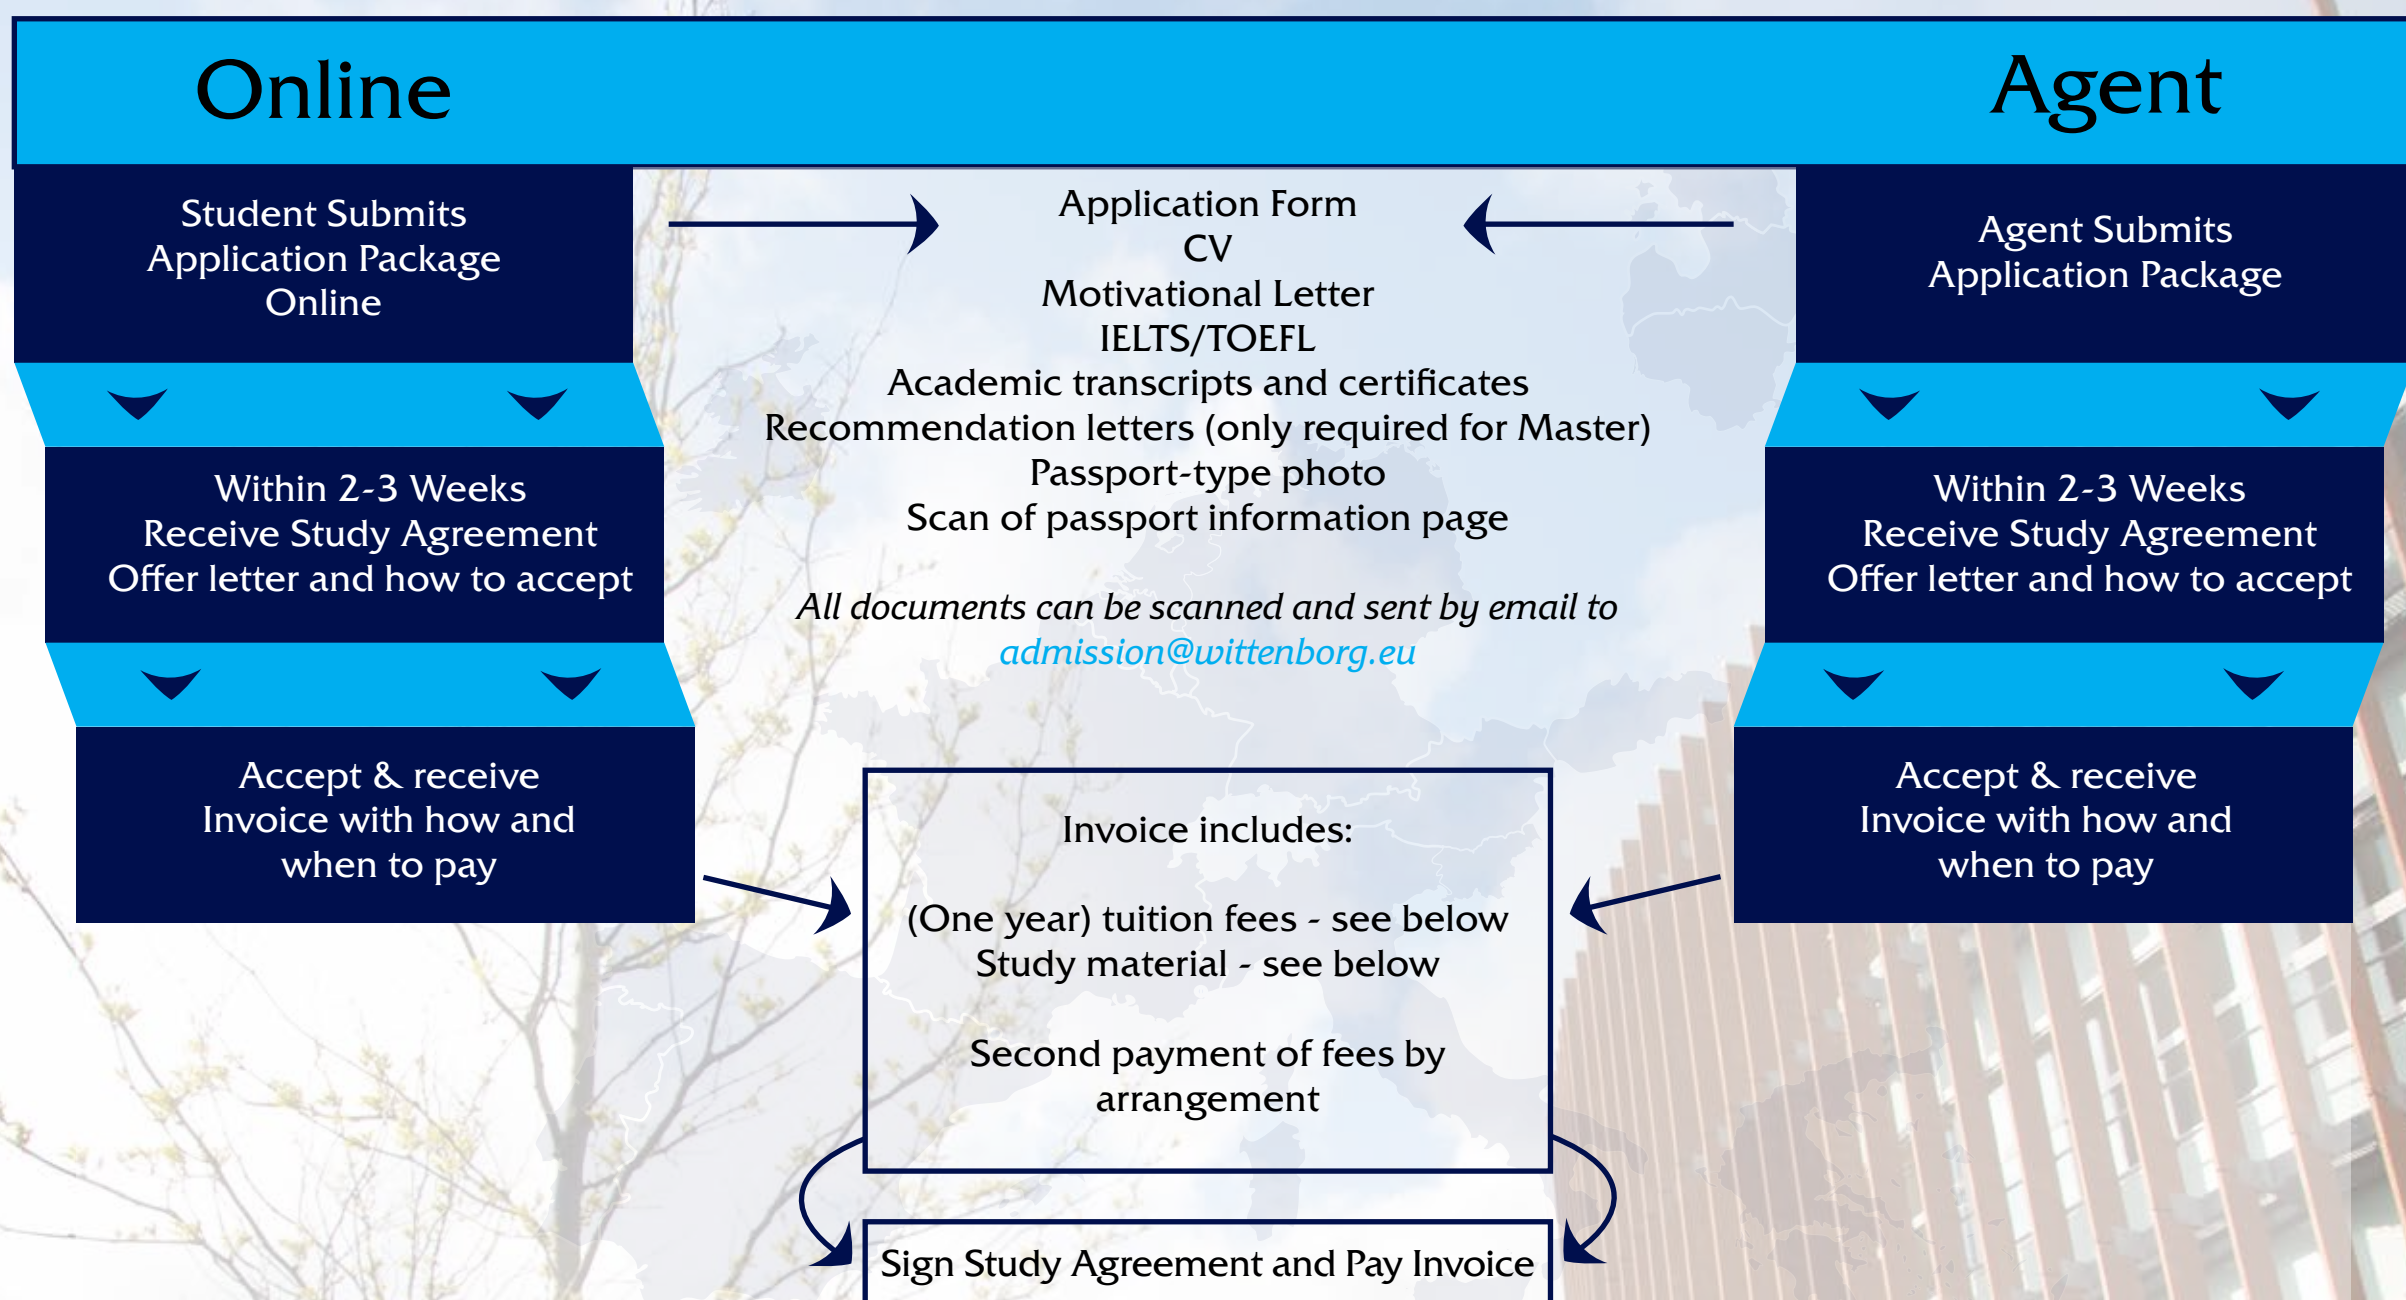 Online
Agent
Student Submits
Application Package
Online
Application Form
CV
Motivational Letter
IELTS/TOEFL
Academic transcripts and certificates
Recommendation letters (only required for Master)
Passport-type photo
Scan of passport information page
All documents can be scanned and sent by email to
admission@wittenborg.eu
Agent Submits
Application Package
Within 2-3 Weeks
Receive Study Agreement
Offer letter and how to accept
Within 2-3 Weeks
Receive Study Agreement
Offer letter and how to accept
Accept & receive
Invoice with how and
when to pay
Invoice includes:
(One year) tuition fees - see below
Study material - see below
Second payment of fees by
arrangement
Accept & receive
Invoice with how and
when to pay
Sign Study Agreement and Pay Invoice